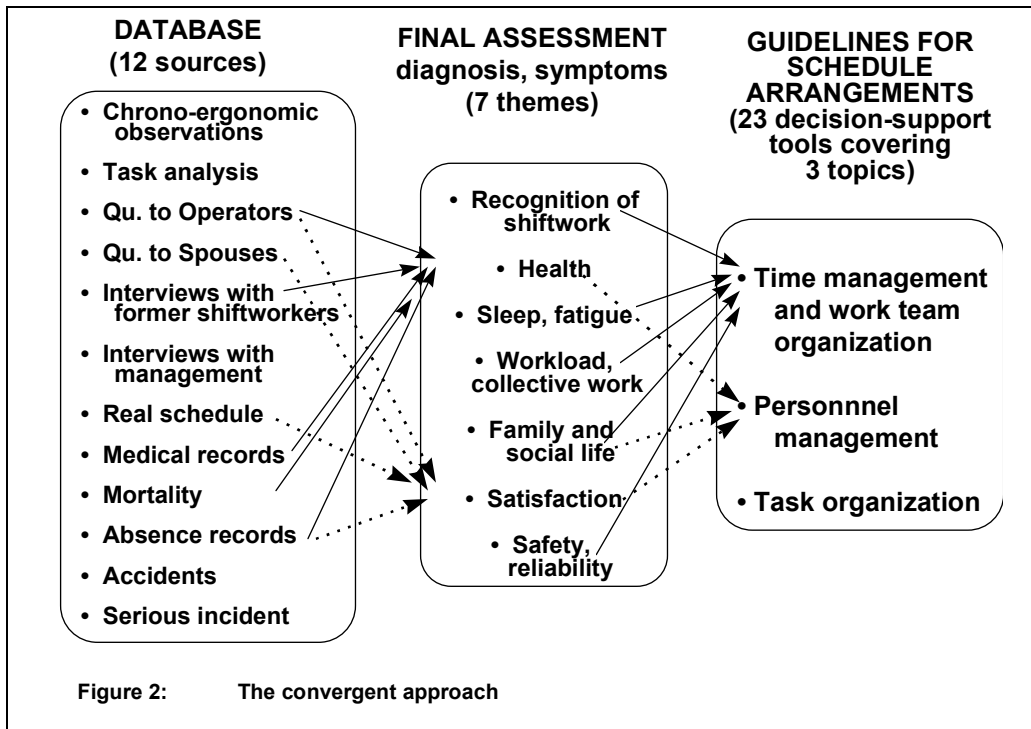 DATABASE
(12 sources)
• Chrono-ergonomic
observations
• Task analysis
• Qu. to Operators
• Qu. to Spouses
• Interviews with
former shiftworkers
• Interviews with
management
• Real schedule
• Medical records
• Mortality
• Absence records
• Accidents
• Serious incident
FINAL ASSESSMENT
diagnosis, symptoms
(7 themes)
• Recognition of
shiftwork
• Health
• Sleep, fatigue
• Workload,
collective work
• Family and
social life
• Satisfaction
• Safety,
reliability
GUIDELINES FOR
SCHEDULE
ARRANGEMENTS
(23 decision-support
tools covering
3 topics)
• Time management
and work team
organization
• Personnnel
management
• Task organization
Figure 2: The convergent approach